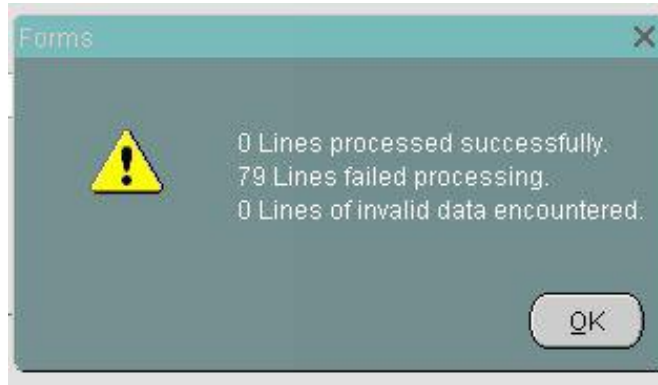 Forms
0 Lines processed successfully.
79 Lines failed processing.
0 Lines of invalid data encountered.
OK